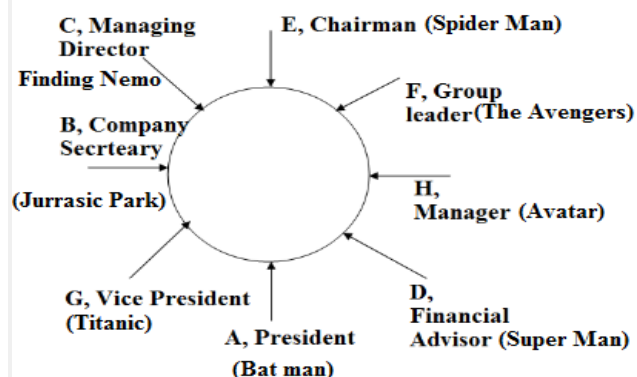 C, Managing
Director
Finding Nemo
E, Chairman (Spider Man)
F, Group
leader(The Avengers)
B, Company
Secrteary
(Jurrasic Park)
H,
Manager (Avatar)
G, Vice President
(Titanic)
A, President
(Bat man)
D,
Financial
Advisor (Super Man)